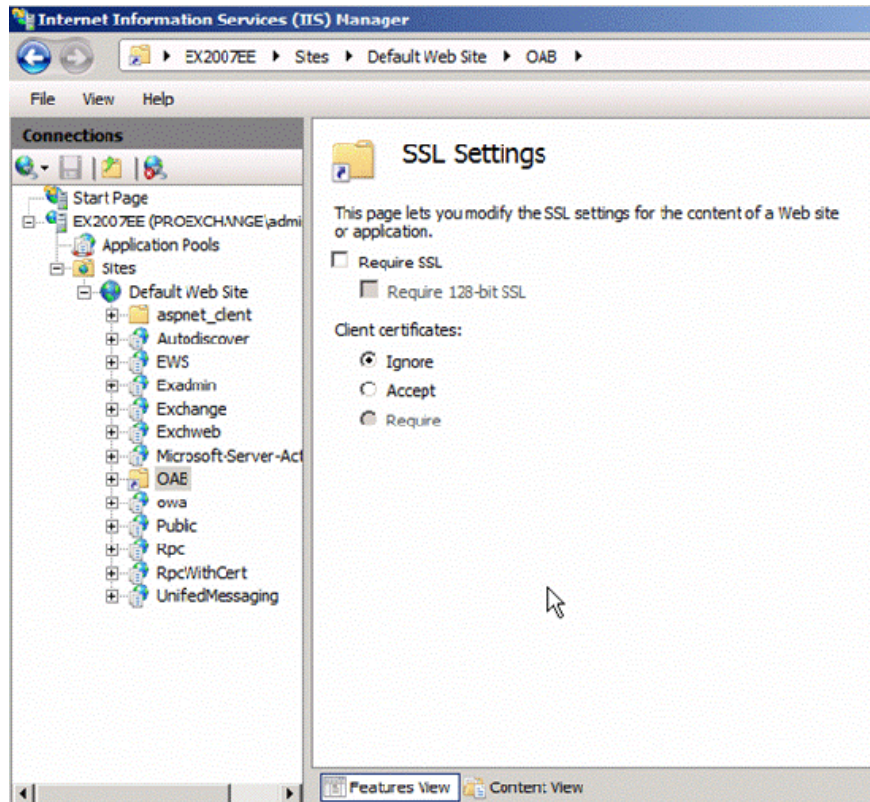 Internet Information Services (IIS) Manager
EX2007EE Sites Default Web Site OAB
File View Help
Connections
Start Page
EX2007EE (PROEXCHANGE\admi
Application Pools
Sites
Default Web Site
aspnet_client
Autodiscover
EWS
Exadmin
Exchange
Exchweb
Microsoft-Server-Act
OAB
owa
Public
Rpc
RpcWithCert
UnifiedMessaging
SSL Settings
This page lets you modify the SSL settings for the content of a Web site
or application.
Require SSL
Require 128-bit SSL
Client certificates:
Ignore
Accept
Require
Features View Content View